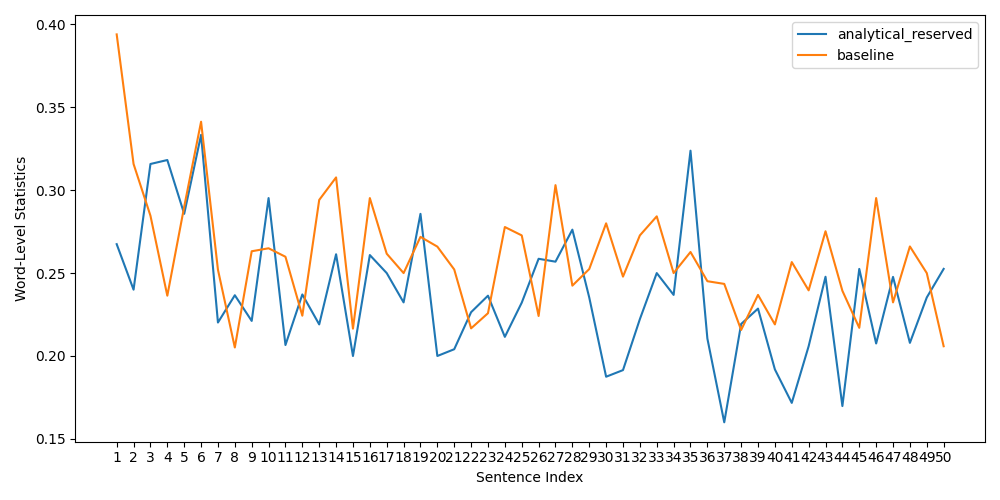 0.40
0.35
0.30
0.25
0.20
0.15
Word-Level Statistics
analytical_reserved
baseline
1 2 3 4 5 6 7 8 9 10 11 12 13 14 15 16 17 18 19 20 21 22 23 24 25 26 27 28 29 30 31 32 33 34 35 36 37 38 39 40 41 42 43 44 45 46 47 48 49 50
Sentence Index